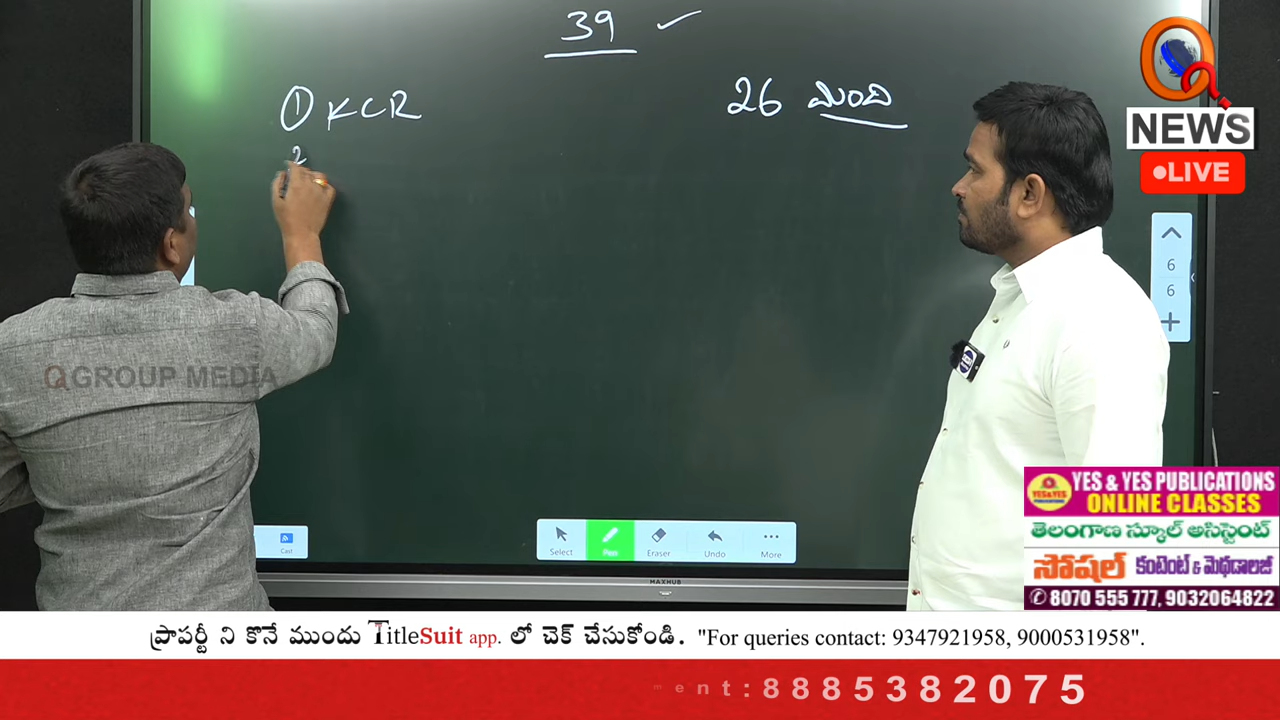 39
① KCR
26 మంది
2
Q
NEWS
LIVE
6
6
Q GROUP MEDIA
Cast
Select
Pen
Eraser
Undo
More
MAXHUB
YES & YES PUBLICATIONS
ONLINE CLASSES
తెలంగాణ స్కూల్ అసిస్టెంట్
సోషల్ కంటెంట్ & మెథడాలజీ
8070 555 777, 9032064822
ప్రాపర్టీ ని కొనే ముందు TitleSuit app. లో చెక్ చేసుకోండి. "For queries contact: 9347921958, 9000531958".
ment:8885382075